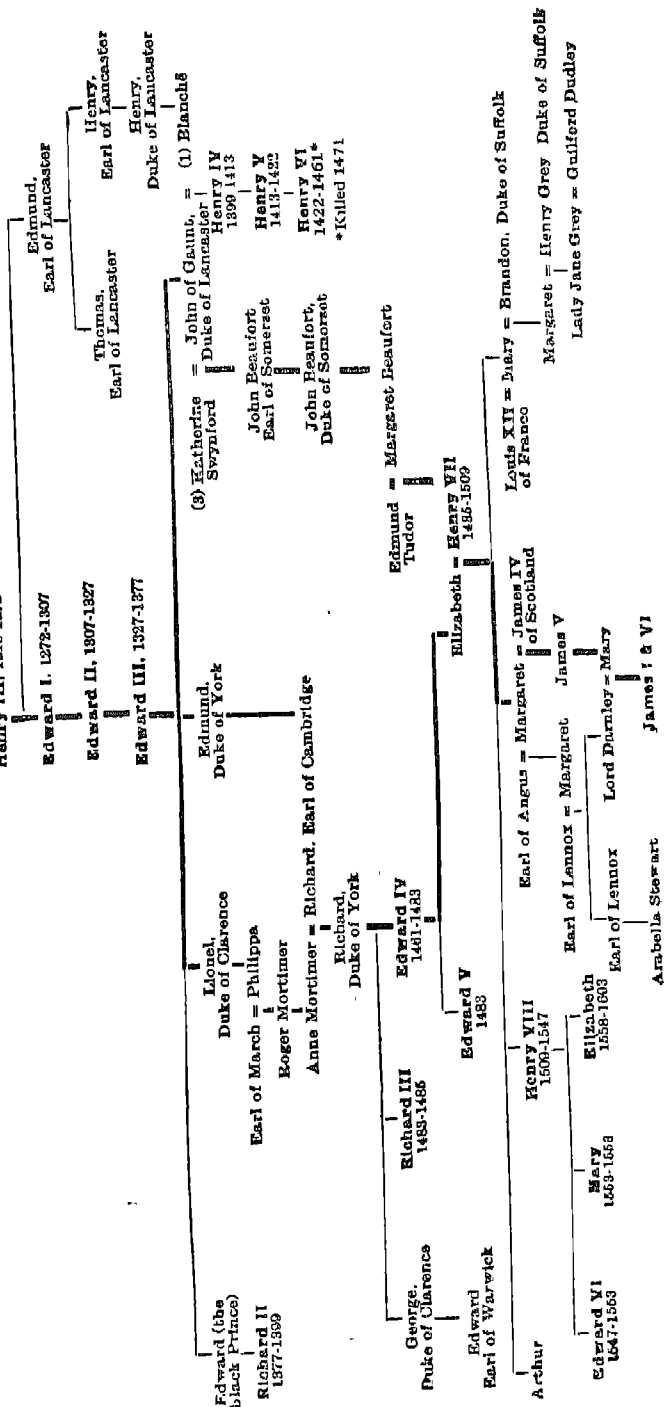 Edward I, 1272-1307
Edward II, 1307-1327
Edward III, 1327-1377
Edmund,
Earl of Lancaster
Thomas,
Earl of Lancaster
Henry,
Earl of Lancaster
Henry,
Duke of Lancaster
Edward (the
black Prince)
Richard II
1377-1399
Lionel,
Duke of Clarence
Earl of March = Philippa
Roger Mortimer
Anne Mortimer = Richard, Earl of Cambridge
Edmund,
Duke of York
(3) Katherine = John of Gaunt, = (1) Blanche
Swynford Duke of Lancaster
Henry IV
1399-1413
Henry V
1413-1422
Henry VI
1422-1461*
*Killed 1471
John Beaufort
Earl of Somerset
John Beaufort,
Duke of Somerset
Edmund = Margaret Beaufort
Tudor
Richard,
Duke of York
George,
Duke of Clarence
Edward
Earl of Warwick
Richard III
1483-1485
Edward IV
1461-1483
Edward V
1483
Elizabeth = Henry VII
1485-1509
Arthur
Henry VIII
1509-1547
Earl of Angus = Margaret = James IV
of Scotland
Louis XII = Mary = Brandon, Duke of Suffolk
of France
Earl of Lennox = Margaret
James V
Margaret = Henry Grey Duke of Suffolk
Lady Jane Grey = Guilford Dudley
Edward VI
1547-1553
Mary
1553-1558
Elizabeth
1558-1603
Earl of Lennox
Lord Darnley = Mary
Arabella Stewart
James I & VI